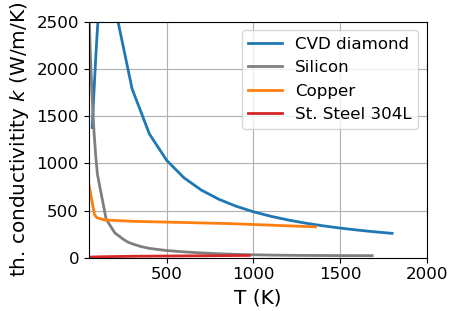 2500
2000
1500
1000
500
0
th. conductivitity k (W/m/K)
CVD diamond
Silicon
Copper
St. Steel 304L
500 1000 1500 2000
T (K)